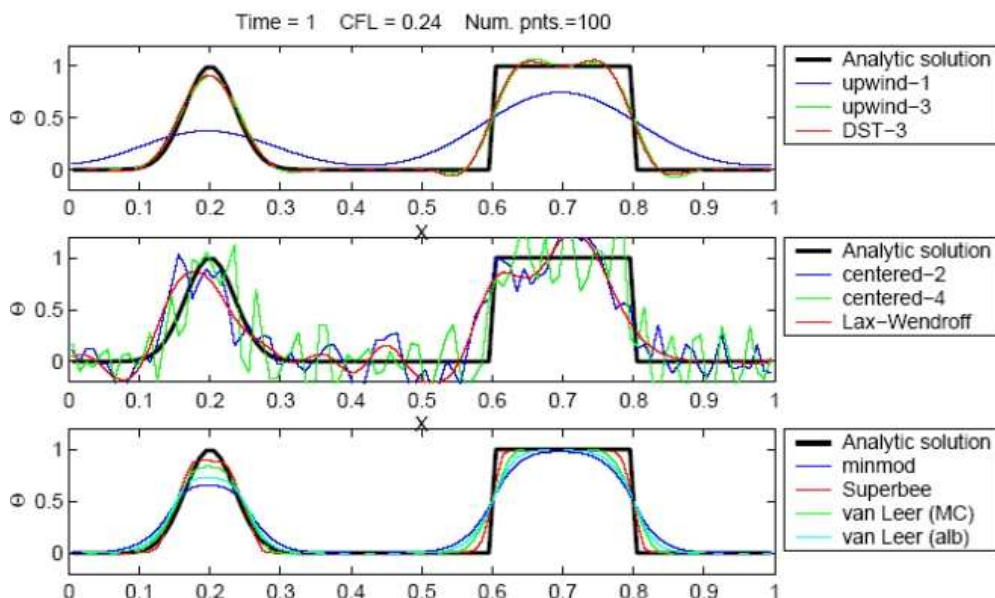 Time = 1 CFL = 0.24 Num. pnts.=100
1
0.5
0
Θ
0 0.1 0.2 0.3 0.4 0.5 0.6 0.7 0.8 0.9 1
X
Analytic solution
upwind-1
upwind-3
DST-3
1
0.5
0
Θ
0 0.1 0.2 0.3 0.4 0.5 0.6 0.7 0.8 0.9 1
X
Analytic solution
centered-2
centered-4
Lax-Wendroff
1
0.5
0
Θ
0 0.1 0.2 0.3 0.4 0.5 0.6 0.7 0.8 0.9 1
Analytic solution
minmod
Superbee
van Leer (MC)
van Leer (alb)